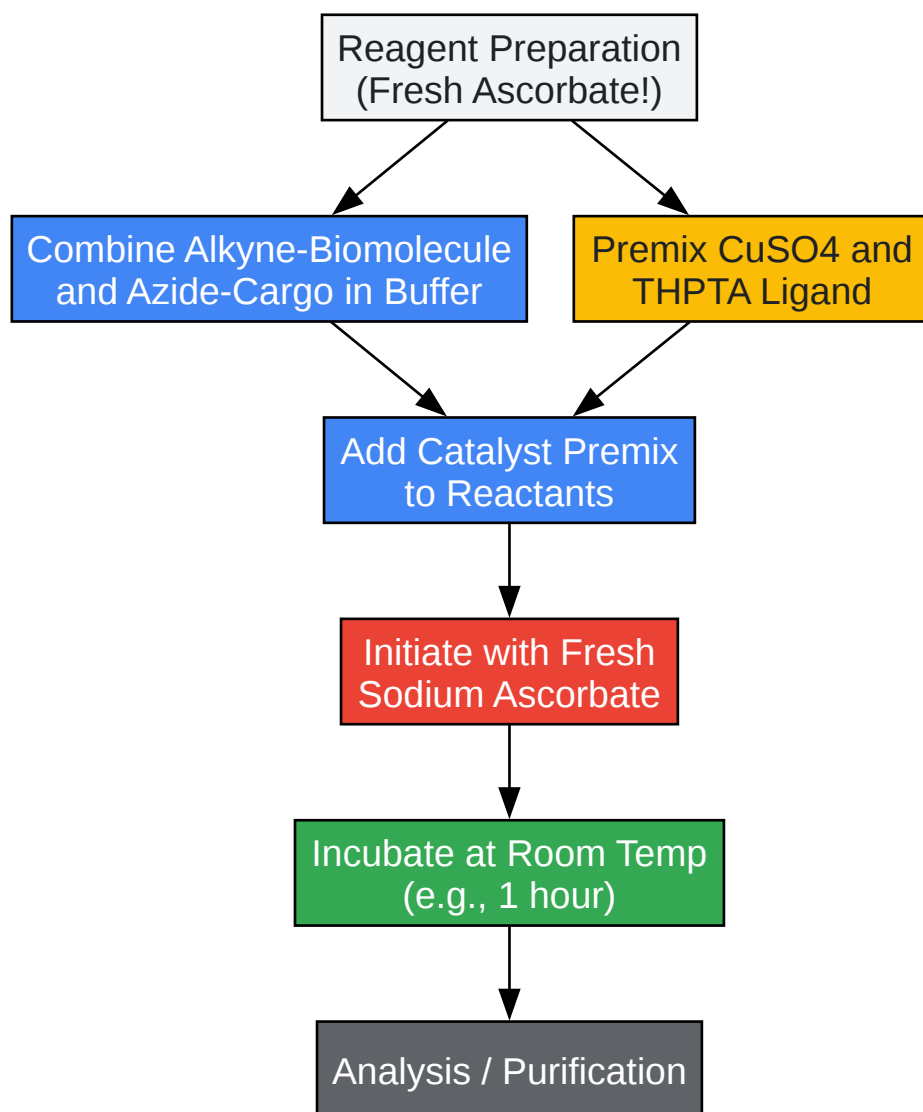 Reagent Preparation
(Fresh Ascorbate!)
Combine Alkyne-Biomolecule
and Azide-Cargo in Buffer
Premix CuSO4 and
THPTA Ligand
Add Catalyst Premix
to Reactants
Initiate with Fresh
Sodium Ascorbate
Incubate at Room Temp
(e.g., 1 hour)
Analysis / Purification